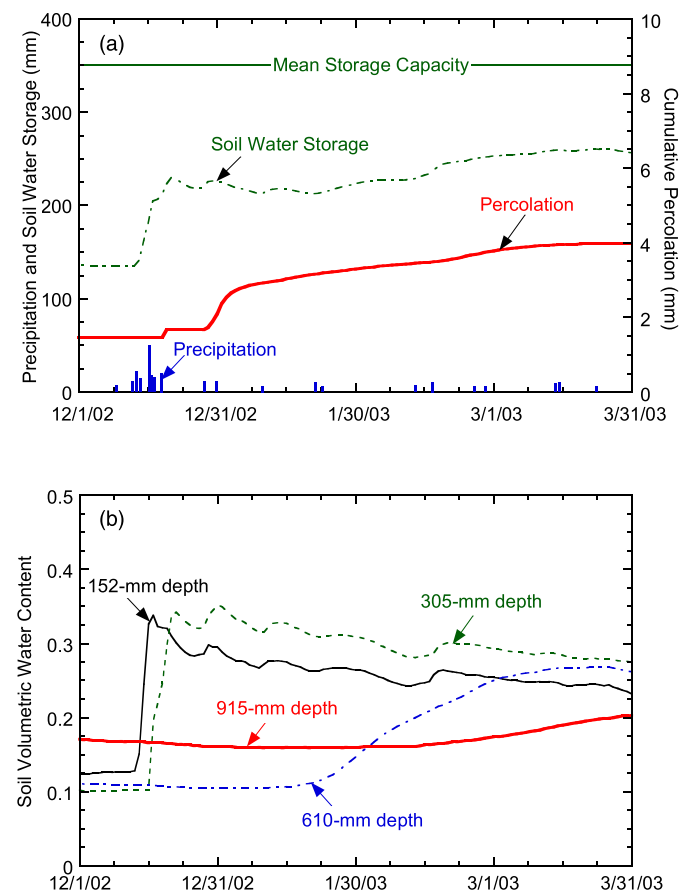 (a)
Mean Storage Capacity
Soil Water Storage
Percolation
Precipitation
Precipitation and Soil Water Storage (mm)
Cumulative Percolation (mm)
400
300
200
100
0
10
8
6
4
2
0
12/1/02 12/31/02 1/30/03 3/1/03 3/31/03
(b)
152-mm depth
305-mm depth
915-mm depth
610-mm depth
Soil Volumetric Water Content
0.5
0.4
0.3
0.2
0.1
0
12/1/02 12/31/02 1/30/03 3/1/03 3/31/03